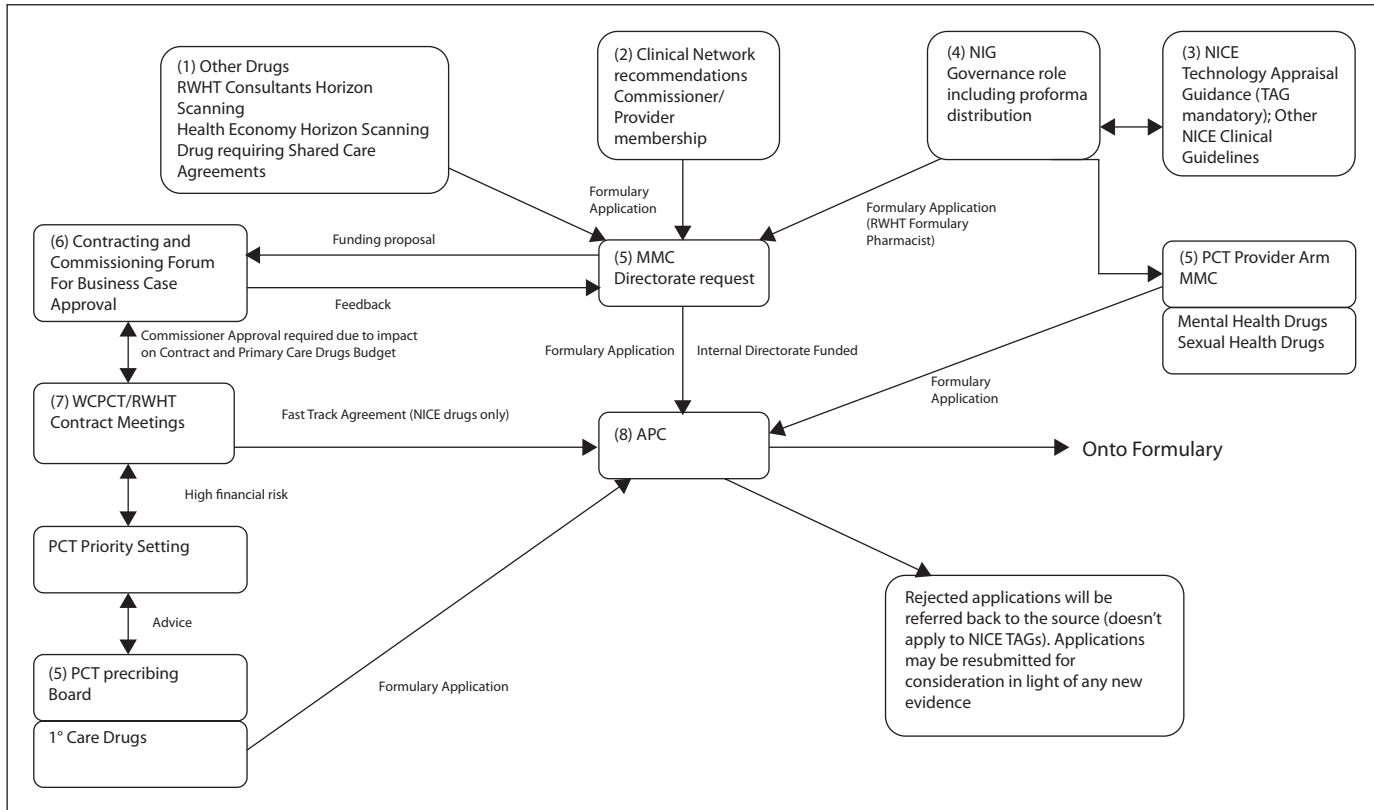 (1) Other Drugs
RWHT Consultants Horizon
Scanning
Health Economy Horizon Scanning
Drug requiring Shared Care
Agreements
(2) Clinical Network
recommendations
Commissioner/
Provider
membership
(4) NIG
Governance role
including proforma
distribution
(3) NICE
Technology Appraisal
Guidance (TAG
mandatory); Other
NICE Clinical
Guidelines
Formulary
Application
Formulary Application
(RWHT Formulary
Pharmacist)
(6) Contracting and
Commissioning Forum
For Business Case
Approval
Funding proposal
Feedback
(5) MMC
Directorate request
(5) PCT Provider Arm
MMC
Mental Health Drugs
Sexual Health Drugs
Commissioner Approval required due to impact
on Contract and Primary Care Drugs Budget
Formulary Application
Internal Directorate Funded
Formulary
Application
(7) WCPCT/RWHT
Contract Meetings
Fast Track Agreement (NICE drugs only)
(8) APC
Onto Formulary
High financial risk
PCT Priority Setting
Advice
(5) PCT precribing
Board
1° Care Drugs
Formulary Application
Rejected applications will be
referred back to the source (doesn't
apply to NICE TAGs). Applications
may be resubmitted for
consideration in light of any new
evidence